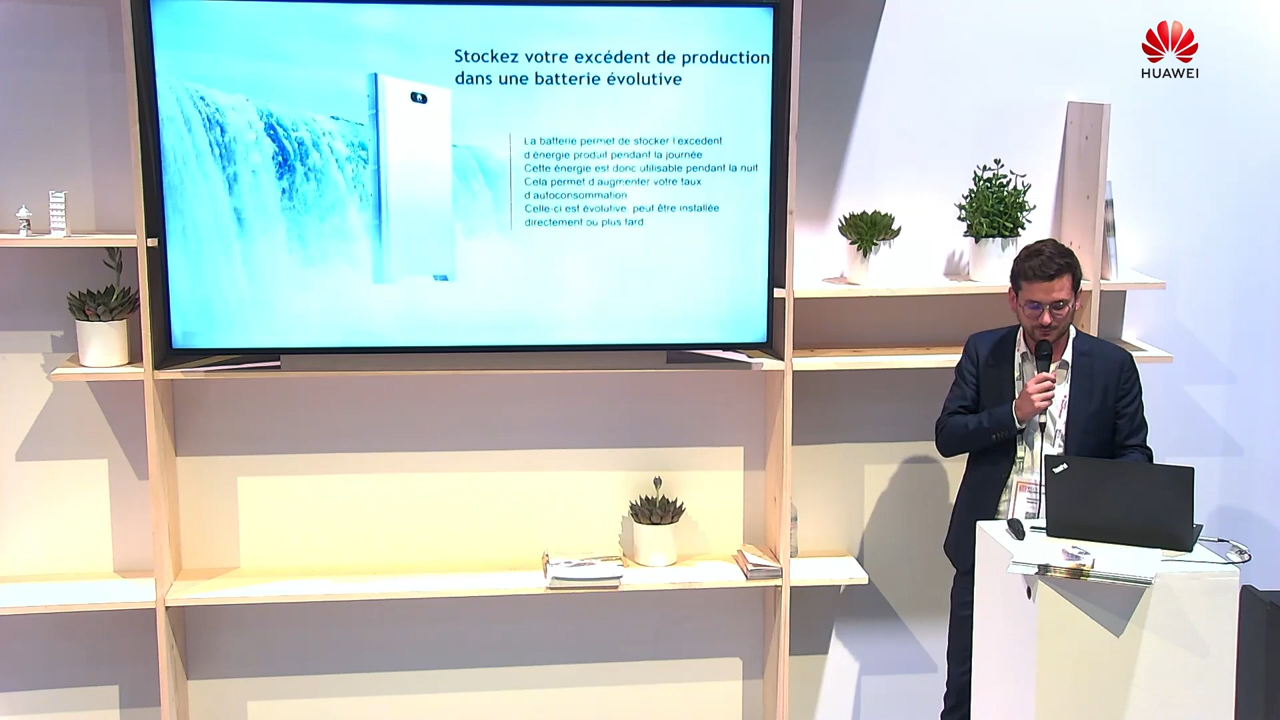 Stockez votre excédent de production
dans une batterie évolutive
La batterie permet de stocker l'excedent
d'énergie produit pendant la journée
Cette énergie est donc utilisable pendant la nuit
Cela permet d'augmenter votre taux
d'autoconsommation
Celle-ci est évolutive, peut être installée
directement ou plus tard
HUAWEI
ThinkPad